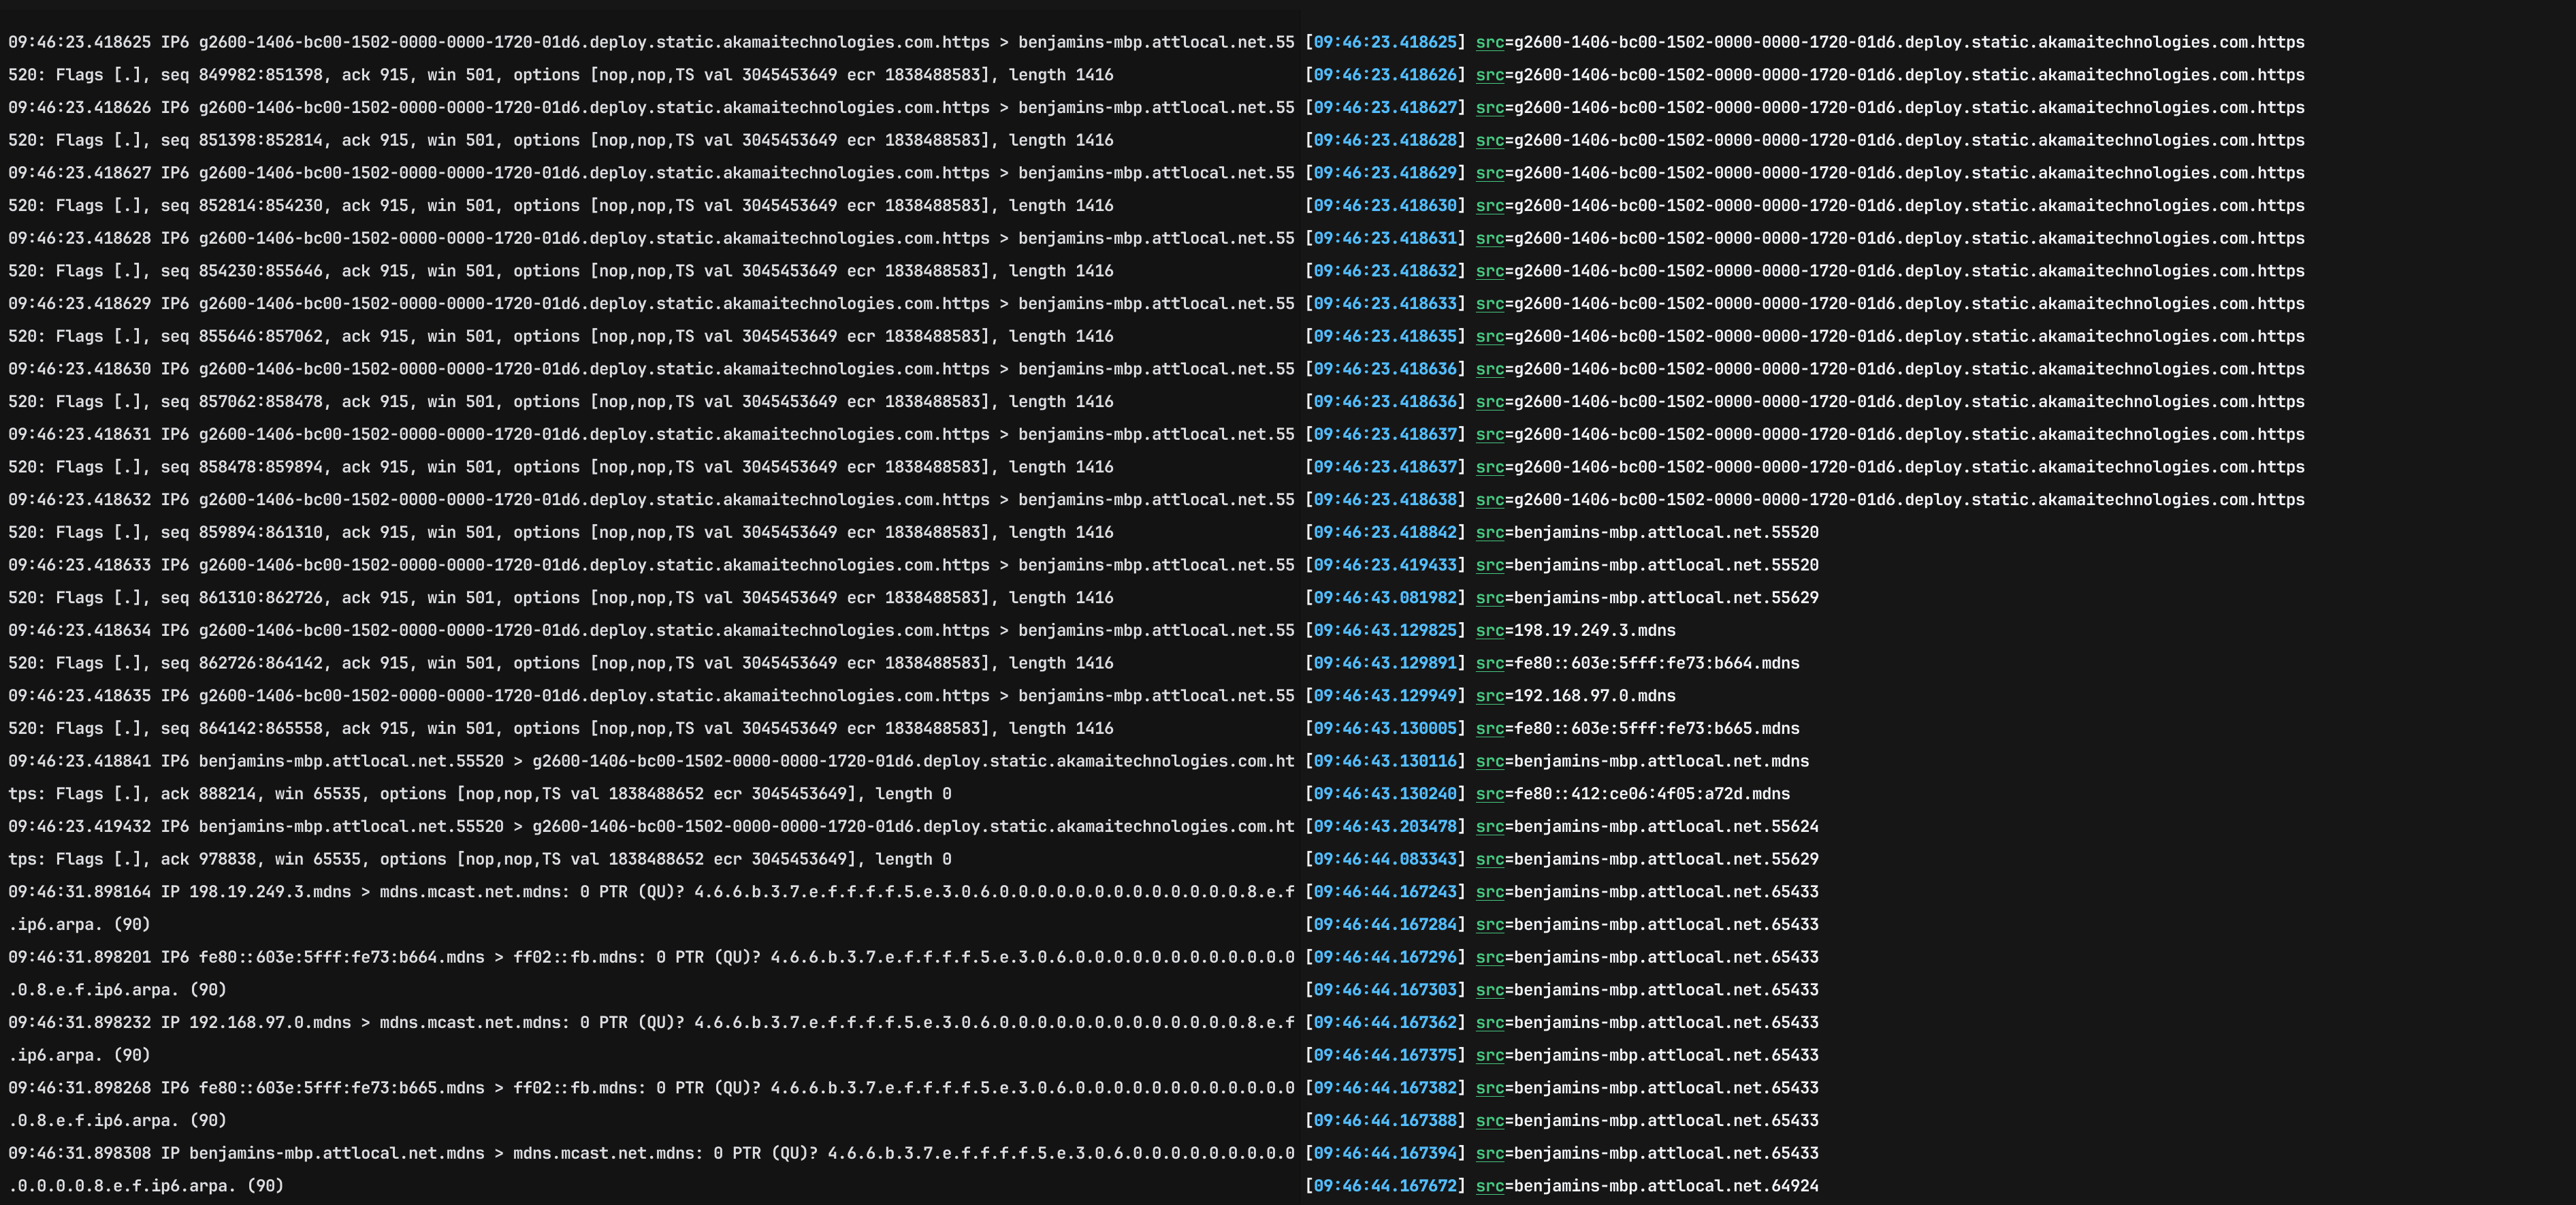 09:46:23.418625 IP6 g2600-1406-bc00-1502-0000-0000-1720-01d6.deploy.static.akamaitechnologies.com.https > benjamins-mbp.attlocal.net.55
520: Flags [.], seq 849982:851398, ack 915, win 501, options [nop,nop,TS val 3045453649 ecr 1838488583], length 1416
09:46:23.418626 IP6 g2600-1406-bc00-1502-0000-0000-1720-01d6.deploy.static.akamaitechnologies.com.https > benjamins-mbp.attlocal.net.55
520: Flags [.], seq 851398:852814, ack 915, win 501, options [nop,nop,TS val 3045453649 ecr 1838488583], length 1416
09:46:23.418627 IP6 g2600-1406-bc00-1502-0000-0000-1720-01d6.deploy.static.akamaitechnologies.com.https > benjamins-mbp.attlocal.net.55
520: Flags [.], seq 852814:854230, ack 915, win 501, options [nop,nop,TS val 3045453649 ecr 1838488583], length 1416
09:46:23.418628 IP6 g2600-1406-bc00-1502-0000-0000-1720-01d6.deploy.static.akamaitechnologies.com.https > benjamins-mbp.attlocal.net.55
520: Flags [.], seq 854230:855646, ack 915, win 501, options [nop,nop,TS val 3045453649 ecr 1838488583], length 1416
09:46:23.418629 IP6 g2600-1406-bc00-1502-0000-0000-1720-01d6.deploy.static.akamaitechnologies.com.https > benjamins-mbp.attlocal.net.55
520: Flags [.], seq 855646:857062, ack 915, win 501, options [nop,nop,TS val 3045453649 ecr 1838488583], length 1416
09:46:23.418630 IP6 g2600-1406-bc00-1502-0000-0000-1720-01d6.deploy.static.akamaitechnologies.com.https > benjamins-mbp.attlocal.net.55
520: Flags [.], seq 857062:858478, ack 915, win 501, options [nop,nop,TS val 3045453649 ecr 1838488583], length 1416
09:46:23.418631 IP6 g2600-1406-bc00-1502-0000-0000-1720-01d6.deploy.static.akamaitechnologies.com.https > benjamins-mbp.attlocal.net.55
520: Flags [.], seq 858478:859894, ack 915, win 501, options [nop,nop,TS val 3045453649 ecr 1838488583], length 1416
09:46:23.418632 IP6 g2600-1406-bc00-1502-0000-0000-1720-01d6.deploy.static.akamaitechnologies.com.https > benjamins-mbp.attlocal.net.55
520: Flags [.], seq 859894:861310, ack 915, win 501, options [nop,nop,TS val 3045453649 ecr 1838488583], length 1416
09:46:23.418633 IP6 g2600-1406-bc00-1502-0000-0000-1720-01d6.deploy.static.akamaitechnologies.com.https > benjamins-mbp.attlocal.net.55
520: Flags [.], seq 861310:862726, ack 915, win 501, options [nop,nop,TS val 3045453649 ecr 1838488583], length 1416
09:46:23.418634 IP6 g2600-1406-bc00-1502-0000-0000-1720-01d6.deploy.static.akamaitechnologies.com.https > benjamins-mbp.attlocal.net.55
520: Flags [.], seq 862726:864142, ack 915, win 501, options [nop,nop,TS val 3045453649 ecr 1838488583], length 1416
09:46:23.418635 IP6 g2600-1406-bc00-1502-0000-0000-1720-01d6.deploy.static.akamaitechnologies.com.https > benjamins-mbp.attlocal.net.55
520: Flags [.], seq 864142:865558, ack 915, win 501, options [nop,nop,TS val 3045453649 ecr 1838488583], length 1416
09:46:23.418841 IP6 benjamins-mbp.attlocal.net.55520 > g2600-1406-bc00-1502-0000-0000-1720-01d6.deploy.static.akamaitechnologies.com.ht
tps: Flags [.], ack 888214, win 65535, options [nop,nop,TS val 1838488652 ecr 3045453649], length 0
09:46:23.419432 IP6 benjamins-mbp.attlocal.net.55520 > g2600-1406-bc00-1502-0000-0000-1720-01d6.deploy.static.akamaitechnologies.com.ht
tps: Flags [.], ack 978838, win 65535, options [nop,nop,TS val 1838488652 ecr 3045453649], length 0
09:46:31.898164 IP 198.19.249.3.mdns > mdns.mcast.net.mdns: 0 PTR (QU)? 4.6.6.b.3.7.e.f.f.f.f.5.e.3.0.6.0.0.0.0.0.0.0.0.0.0.0.0.0.8.e.f
.ip6.arpa. (90)
09:46:31.898201 IP6 fe80::603e:5fff:fe73:b664.mdns > ff02::fb.mdns: 0 PTR (QU)? 4.6.6.b.3.7.e.f.f.f.f.5.e.3.0.6.0.0.0.0.0.0.0.0.0.0.0.0
.0.8.e.f.ip6.arpa. (90)
09:46:31.898232 IP 192.168.97.0.mdns > mdns.mcast.net.mdns: 0 PTR (QU)? 4.6.6.b.3.7.e.f.f.f.f.5.e.3.0.6.0.0.0.0.0.0.0.0.0.0.0.0.0.8.e.f
.ip6.arpa. (90)
09:46:31.898268 IP6 fe80::603e:5fff:fe73:b665.mdns > ff02::fb.mdns: 0 PTR (QU)? 4.6.6.b.3.7.e.f.f.f.f.5.e.3.0.6.0.0.0.0.0.0.0.0.0.0.0.0
.0.8.e.f.ip6.arpa. (90)
09:46:31.898308 IP benjamins-mbp.attlocal.net.mdns > mdns.mcast.net.mdns: 0 PTR (QU)? 4.6.6.b.3.7.e.f.f.f.f.5.e.3.0.6.0.0.0.0.0.0.0.0.0
.0.0.0.0.8.e.f.ip6.arpa. (90)
[09:46:23.418625] src=g2600-1406-bc00-1502-0000-0000-1720-01d6.deploy.static.akamaitechnologies.com.https
[09:46:23.418626] src=g2600-1406-bc00-1502-0000-0000-1720-01d6.deploy.static.akamaitechnologies.com.https
[09:46:23.418627] src=g2600-1406-bc00-1502-0000-0000-1720-01d6.deploy.static.akamaitechnologies.com.https
[09:46:23.418628] src=g2600-1406-bc00-1502-0000-0000-1720-01d6.deploy.static.akamaitechnologies.com.https
[09:46:23.418629] src=g2600-1406-bc00-1502-0000-0000-1720-01d6.deploy.static.akamaitechnologies.com.https
[09:46:23.418630] src=g2600-1406-bc00-1502-0000-0000-1720-01d6.deploy.static.akamaitechnologies.com.https
[09:46:23.418631] src=g2600-1406-bc00-1502-0000-0000-1720-01d6.deploy.static.akamaitechnologies.com.https
[09:46:23.418632] src=g2600-1406-bc00-1502-0000-0000-1720-01d6.deploy.static.akamaitechnologies.com.https
[09:46:23.418633] src=g2600-1406-bc00-1502-0000-0000-1720-01d6.deploy.static.akamaitechnologies.com.https
[09:46:23.418635] src=g2600-1406-bc00-1502-0000-0000-1720-01d6.deploy.static.akamaitechnologies.com.https
[09:46:23.418636] src=g2600-1406-bc00-1502-0000-0000-1720-01d6.deploy.static.akamaitechnologies.com.https
[09:46:23.418636] src=g2600-1406-bc00-1502-0000-0000-1720-01d6.deploy.static.akamaitechnologies.com.https
[09:46:23.418637] src=g2600-1406-bc00-1502-0000-0000-1720-01d6.deploy.static.akamaitechnologies.com.https
[09:46:23.418637] src=g2600-1406-bc00-1502-0000-0000-1720-01d6.deploy.static.akamaitechnologies.com.https
[09:46:23.418638] src=g2600-1406-bc00-1502-0000-0000-1720-01d6.deploy.static.akamaitechnologies.com.https
[09:46:23.418842] src=benjamins-mbp.attlocal.net.55520
[09:46:23.419433] src=benjamins-mbp.attlocal.net.55520
[09:46:43.081982] src=benjamins-mbp.attlocal.net.55629
[09:46:43.129825] src=198.19.249.3.mdns
[09:46:43.129891] src=fe80::603e:5fff:fe73:b664.mdns
[09:46:43.129949] src=192.168.97.0.mdns
[09:46:43.130005] src=fe80::603e:5fff:fe73:b665.mdns
[09:46:43.130116] src=benjamins-mbp.attlocal.net.mdns
[09:46:43.130240] src=fe80::412:ce06:4f05:a72d.mdns
[09:46:43.203478] src=benjamins-mbp.attlocal.net.55624
[09:46:44.083343] src=benjamins-mbp.attlocal.net.55629
[09:46:44.167243] src=benjamins-mbp.attlocal.net.65433
[09:46:44.167284] src=benjamins-mbp.attlocal.net.65433
[09:46:44.167296] src=benjamins-mbp.attlocal.net.65433
[09:46:44.167303] src=benjamins-mbp.attlocal.net.65433
[09:46:44.167362] src=benjamins-mbp.attlocal.net.65433
[09:46:44.167375] src=benjamins-mbp.attlocal.net.65433
[09:46:44.167382] src=benjamins-mbp.attlocal.net.65433
[09:46:44.167388] src=benjamins-mbp.attlocal.net.65433
[09:46:44.167394] src=benjamins-mbp.attlocal.net.65433
[09:46:44.167672] src=benjamins-mbp.attlocal.net.64924